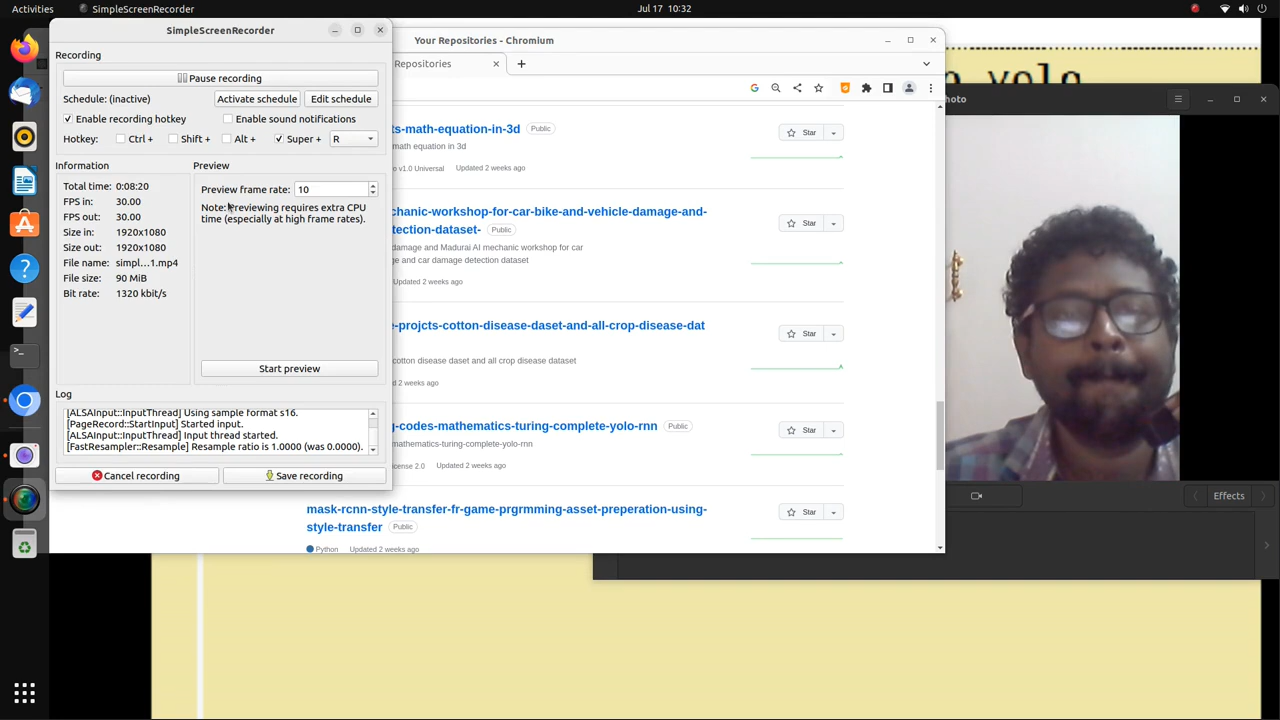 Activities
SimpleScreenRecorder
Jul 17 10:32
SimpleScreenRecorder
Recording
Pause recording
Schedule: (inactive)
Activate schedule
Edit schedule
Enable recording hotkey
Enable sound notifications
Hotkey:
Ctrl +
Shift +
Alt +
Super +
R
Information
Total time: 0:08:20
FPS in: 30.00
FPS out: 30.00
Size in: 1920x1080
Size out: 1920x1080
File name: simpl...1.mp4
File size: 90 MiB
Bit rate: 1320 kbit/s
Preview
Preview frame rate: 10
Note: Previewing requires extra CPU
time (especially at high frame rates).
Start preview
Log
[ALSAInput::InputThread] Using sample format s16.
[PageRecord::StartInput] Started input.
[ALSAInput::InputThread] Input thread started.
[FastResampler::Resample] Resample ratio is 1.0000 (was 0.0000).
Cancel recording
Save recording
Your Repositories - Chromium
Repositories
ts-math-equation-in-3d Public
math equation in 3d
o v1.0 Universal Updated 2 weeks ago
Star
chanic-workshop-for-car-bike-and-vehicle-damage-and-
tection-dataset- Public
damage and Madurai AI mechanic workshop for car
ge and car damage detection dataset
Updated 2 weeks ago
Star
e-projcts-cotton-disease-daset-and-all-crop-disease-dat
cotton disease daset and all crop disease dataset
d 2 weeks ago
Star
g-codes-mathematics-turing-complete-yolo-rnn Public
mathematics-turing-complete-yolo-rnn
icense 2.0 Updated 2 weeks ago
Star
mask-rcnn-style-transfer-fr-game-prgrmming-asset-preperation-using-
style-transfer Public
Python Updated 2 weeks ago
Star
hoto
Effects